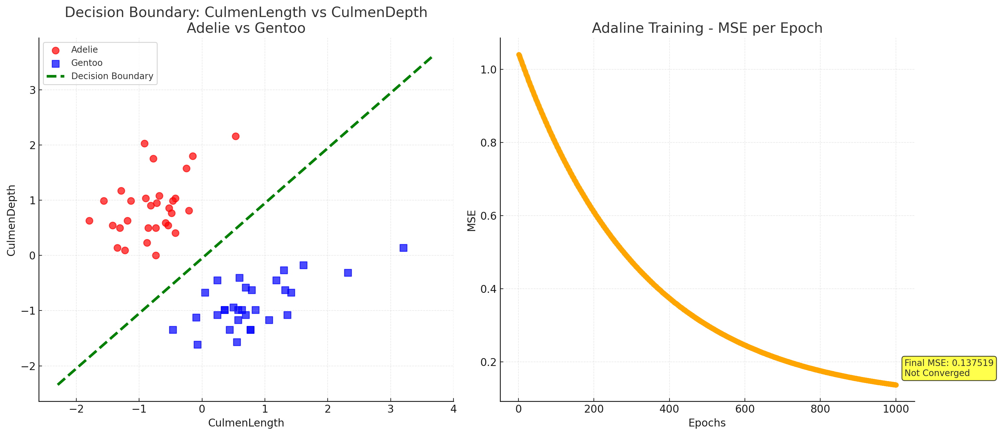 Decision Boundary: CulmenLength vs CulmenDepth
Adelie vs Gentoo
Adelie
Gentoo
Decision Boundary
CulmenDepth
3
2
1
0
−1
−2
−2
−1
0
1
2
3
4
CulmenLength
Adaline Training - MSE per Epoch
MSE
1.0
0.8
0.6
0.4
0.2
Final MSE: 0.137519
Not Converged
0
200
400
600
800
1000
Epochs